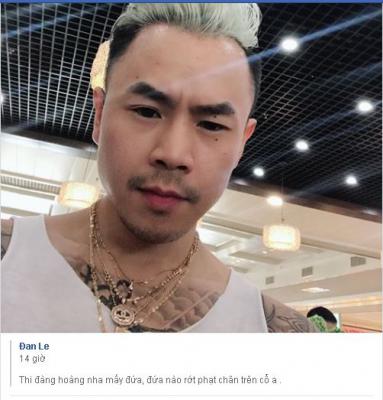 Đan Le
14 giờ
Thi đàng hoàng nha mấy đứa, đứa nào rớt phạt chăn trên cổ a .